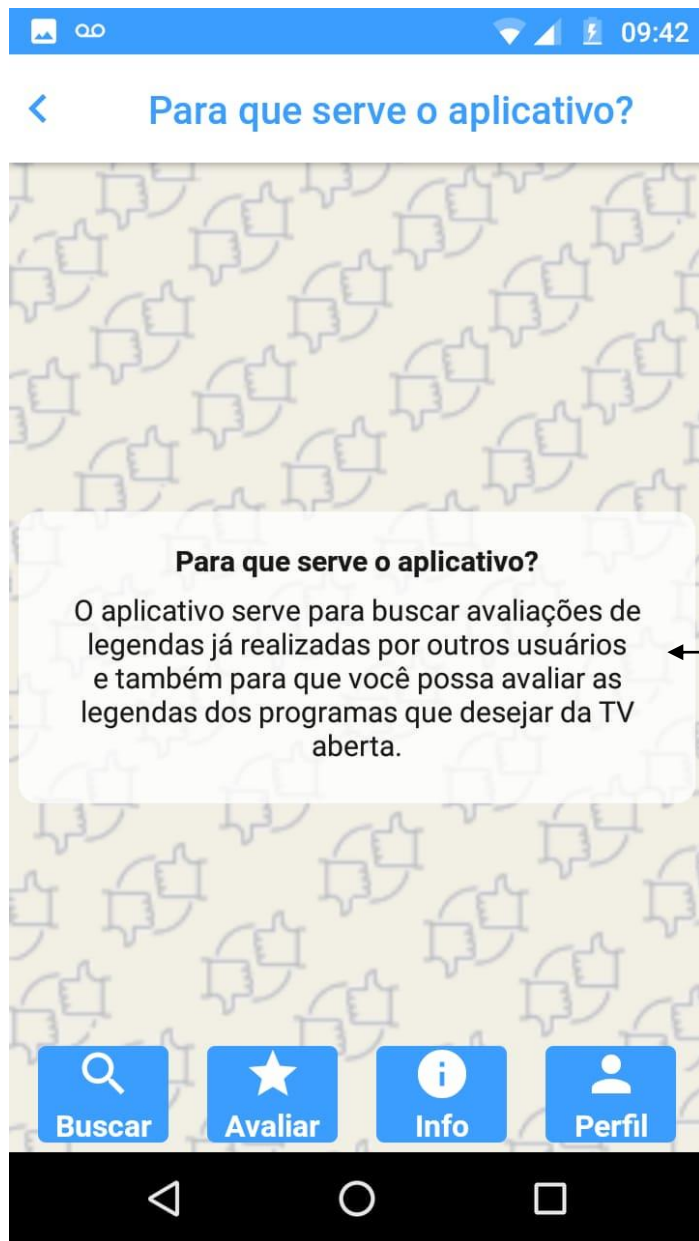 09:42
Para que serve o aplicativo?
Para que serve o aplicativo?
O aplicativo serve para buscar avaliações de
legendas já realizadas por outros usuários
e também para que você possa avaliar as
legendas dos programas que desejar da TV
aberta.
Buscar Avaliar Info Perfil